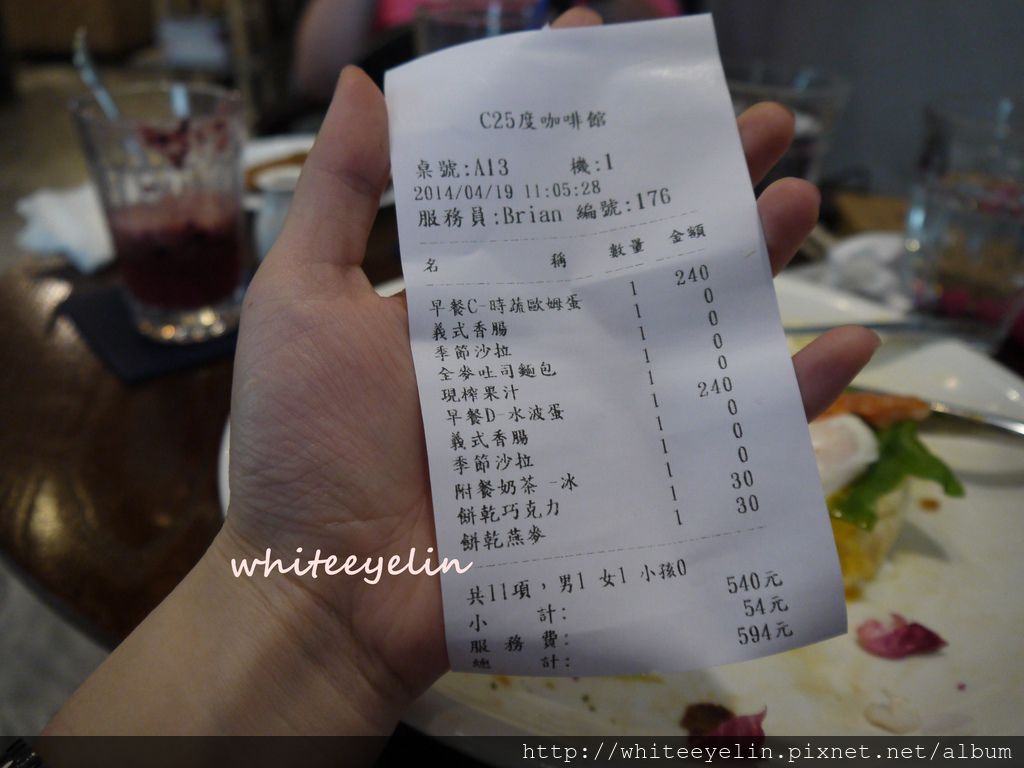 C25度咖啡館
桌號:A13 機:1
2014/04/19 11:05:28
服務員:Brian 編號:176
名 稱 數量 金額
早餐C-時蔬歐姆蛋 1 240
義式香腸 1 0
季節沙拉 1 0
全麥吐司麵包 1 0
現榨果汁 1 0
早餐D-水波蛋 1 240
義式香腸 1 0
季節沙拉 1 0
附餐奶茶 -冰 1 0
餅乾巧克力 1 30
餅乾燕麥 1 30
共11項，男1 女1 小孩0
小 計: 540元
服 務 費: 54元
總 計: 594元
whiteeyelin
http://whiteeyelin.pixnet.net/album